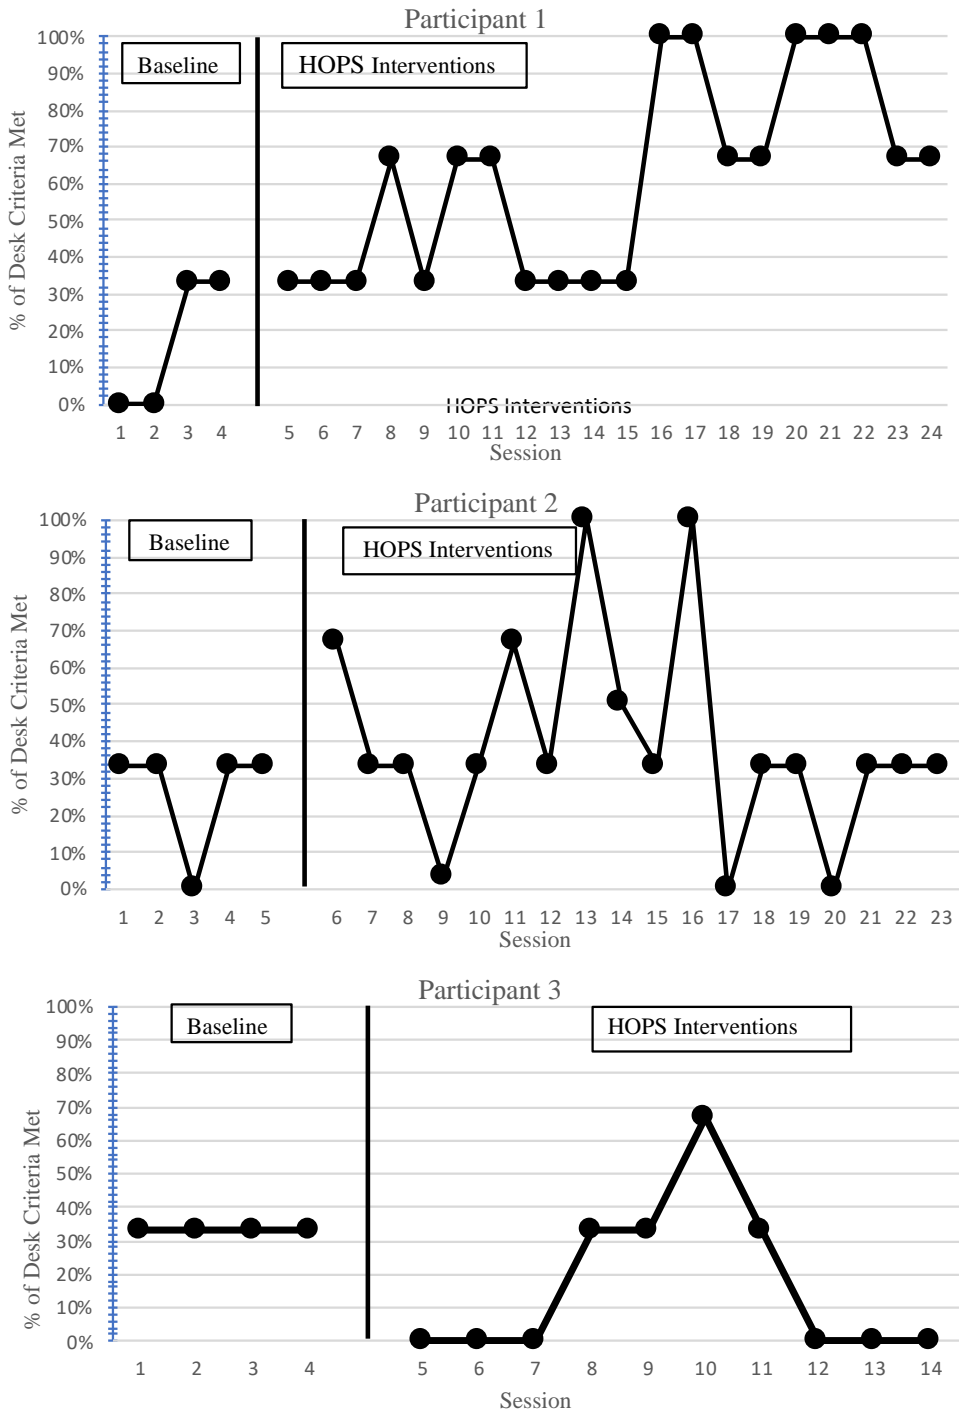 Participant 1
100%
90%
80%
70%
60%
50%
40%
30%
20%
10%
0%
% of Desk Criteria Met
Baseline
HOPS Interventions
HOPS Interventions
1 2 3 4 5 6 7 8 9 10 11 12 13 14 15 16 17 18 19 20 21 22 23 24
Session
Participant 2
100%
90%
80%
70%
60%
50%
40%
30%
20%
10%
0%
% of Desk Criteria Met
Baseline
HOPS Interventions
1 2 3 4 5 6 7 8 9 10 11 12 13 14 15 16 17 18 19 20 21 22 23
Session
Participant 3
100%
90%
80%
70%
60%
50%
40%
30%
20%
10%
0%
% of Desk Criteria Met
Baseline
HOPS Interventions
1 2 3 4 5 6 7 8 9 10 11 12 13 14
Session